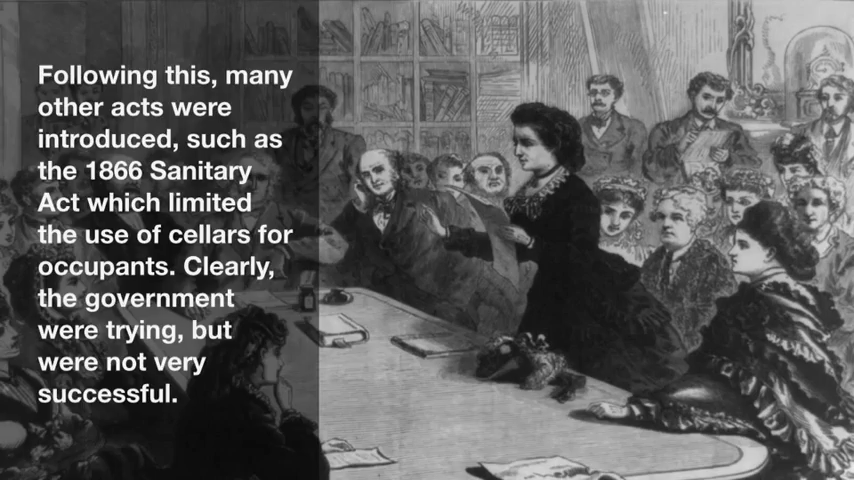 Following this, many
other acts were
introduced, such as
the 1866 Sanitary
Act which limited
the use of cellars for
occupants. Clearly,
the government
were trying, but
were not very
successful.